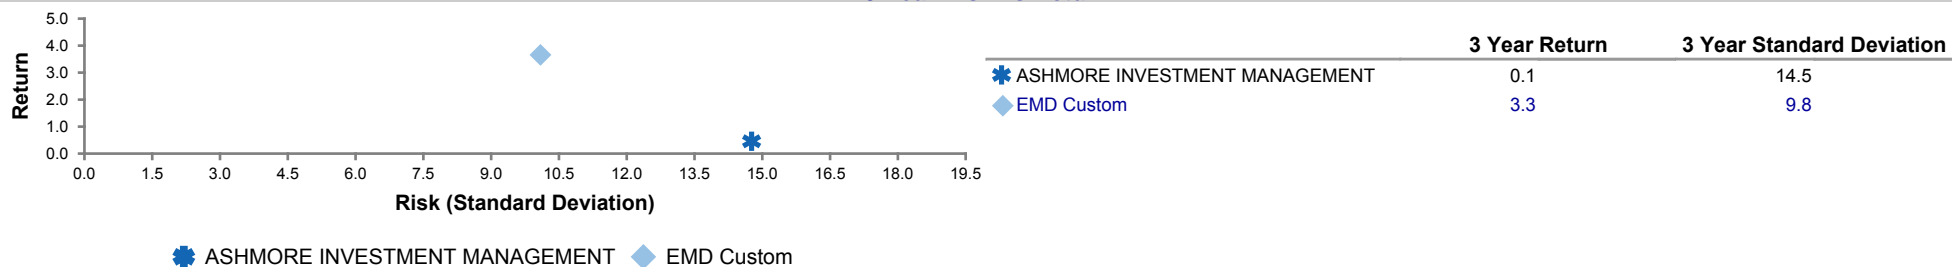 5.0
4.0
3.0
2.0
1.0
0.0
Return
0.0 1.5 3.0 4.5 6.0 7.5 9.0 10.5 12.0 13.5 15.0 16.5 18.0 19.5
Risk (Standard Deviation)
ASHMORE INVESTMENT MANAGEMENT EMD Custom
3 Year Return 3 Year Standard Deviation
ASHMORE INVESTMENT MANAGEMENT 0.1 14.5
EMD Custom 3.3 9.8